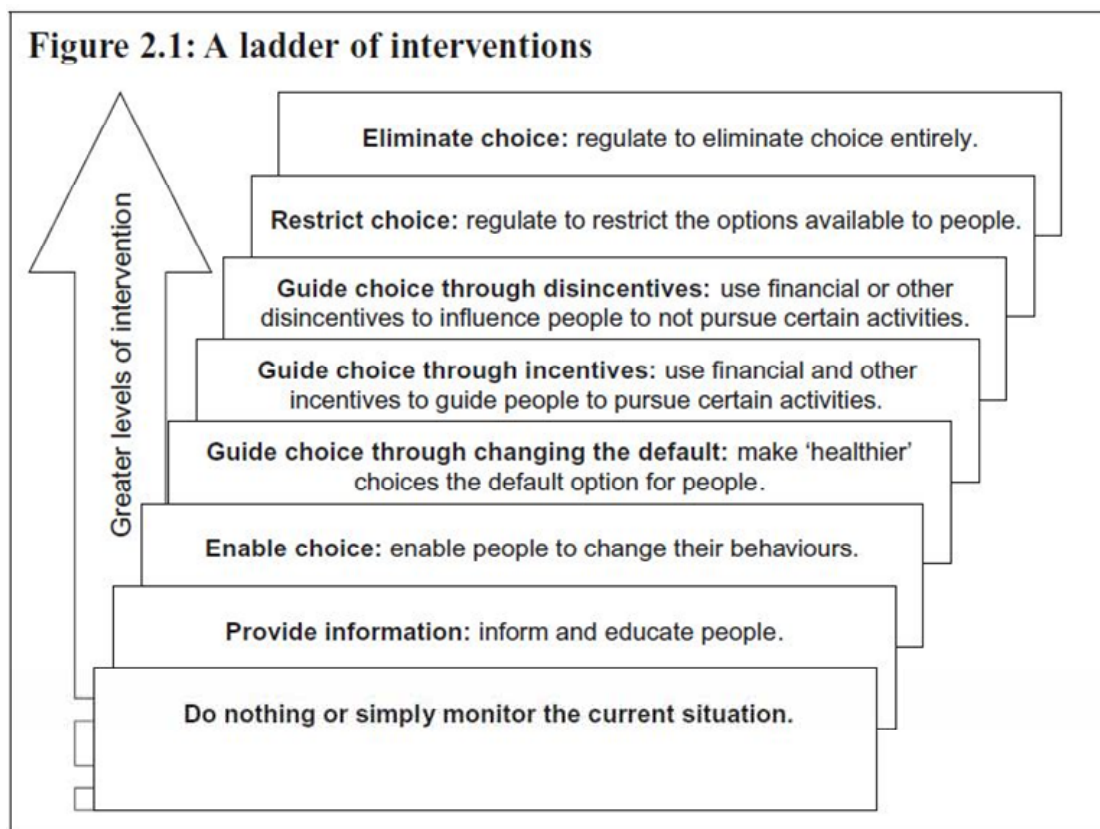 Figure 2.1: A ladder of interventions
Eliminate choice: regulate to eliminate choice entirely.
Restrict choice: regulate to restrict the options available to people.
Guide choice through disincentives: use financial or other
disincentives to influence people to not pursue certain activities.
Guide choice through incentives: use financial and other
incentives to guide people to pursue certain activities.
Guide choice through changing the default: make ‘healthier’
choices the default option for people.
Enable choice: enable people to change their behaviours.
Provide information: inform and educate people.
Do nothing or simply monitor the current situation.
Greater levels of intervention